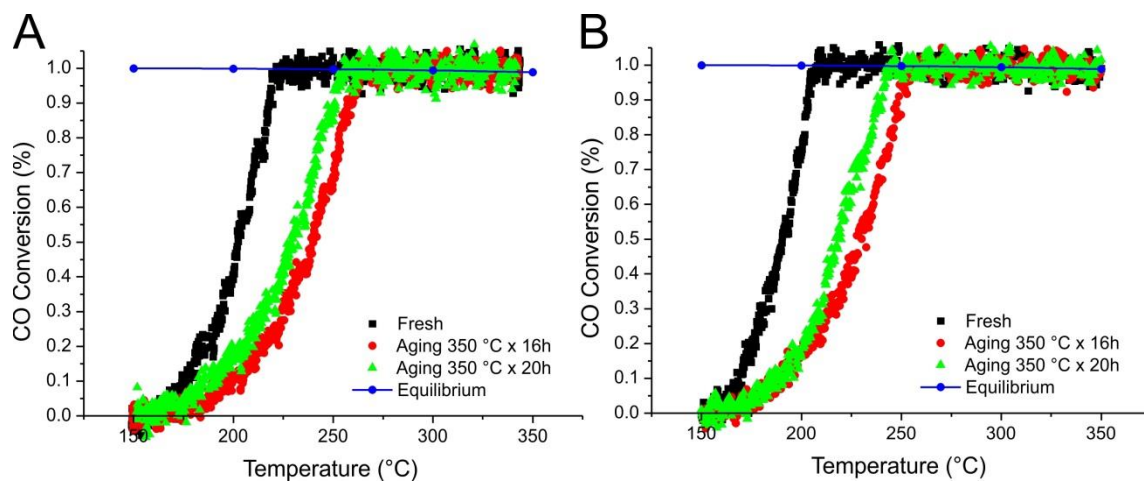 A
CO Conversion (%)
1.0
0.9
0.8
0.7
0.6
0.5
0.4
0.3
0.2
0.1
0.0
Fresh
Aging 350 °C x 16h
Aging 350 °C x 20h
Equilibrium
150 200 250 300 350
Temperature (°C)
B
CO Conversion (%)
1.0
0.9
0.8
0.7
0.6
0.5
0.4
0.3
0.2
0.1
0.0
Fresh
Aging 350 °C x 16h
Aging 350 °C x 20h
Equilibrium
150 200 250 300 350
Temperature (°C)